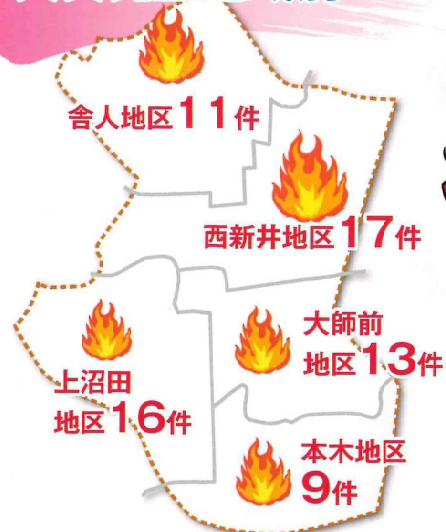 舎人地区11件
西新井地区17件
大師前
地区13件
上沼田
地区16件
本木地区
9件